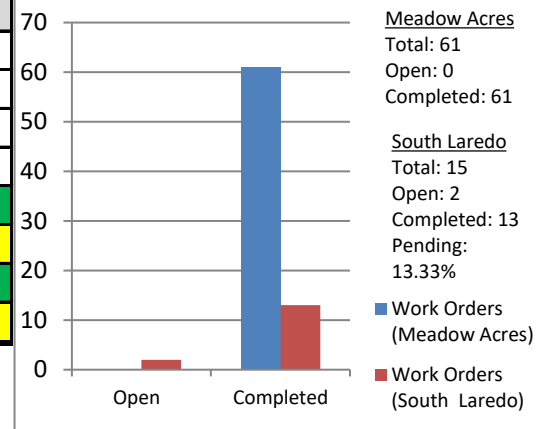 70
60
50
40
30
20
10
0
Open Completed
Meadow Acres
Total: 61
Open: 0
Completed: 61
South Laredo
Total: 15
Open: 2
Completed: 13
Pending:
13.33%
Work Orders
(Meadow Acres)
Work Orders
(South Laredo)